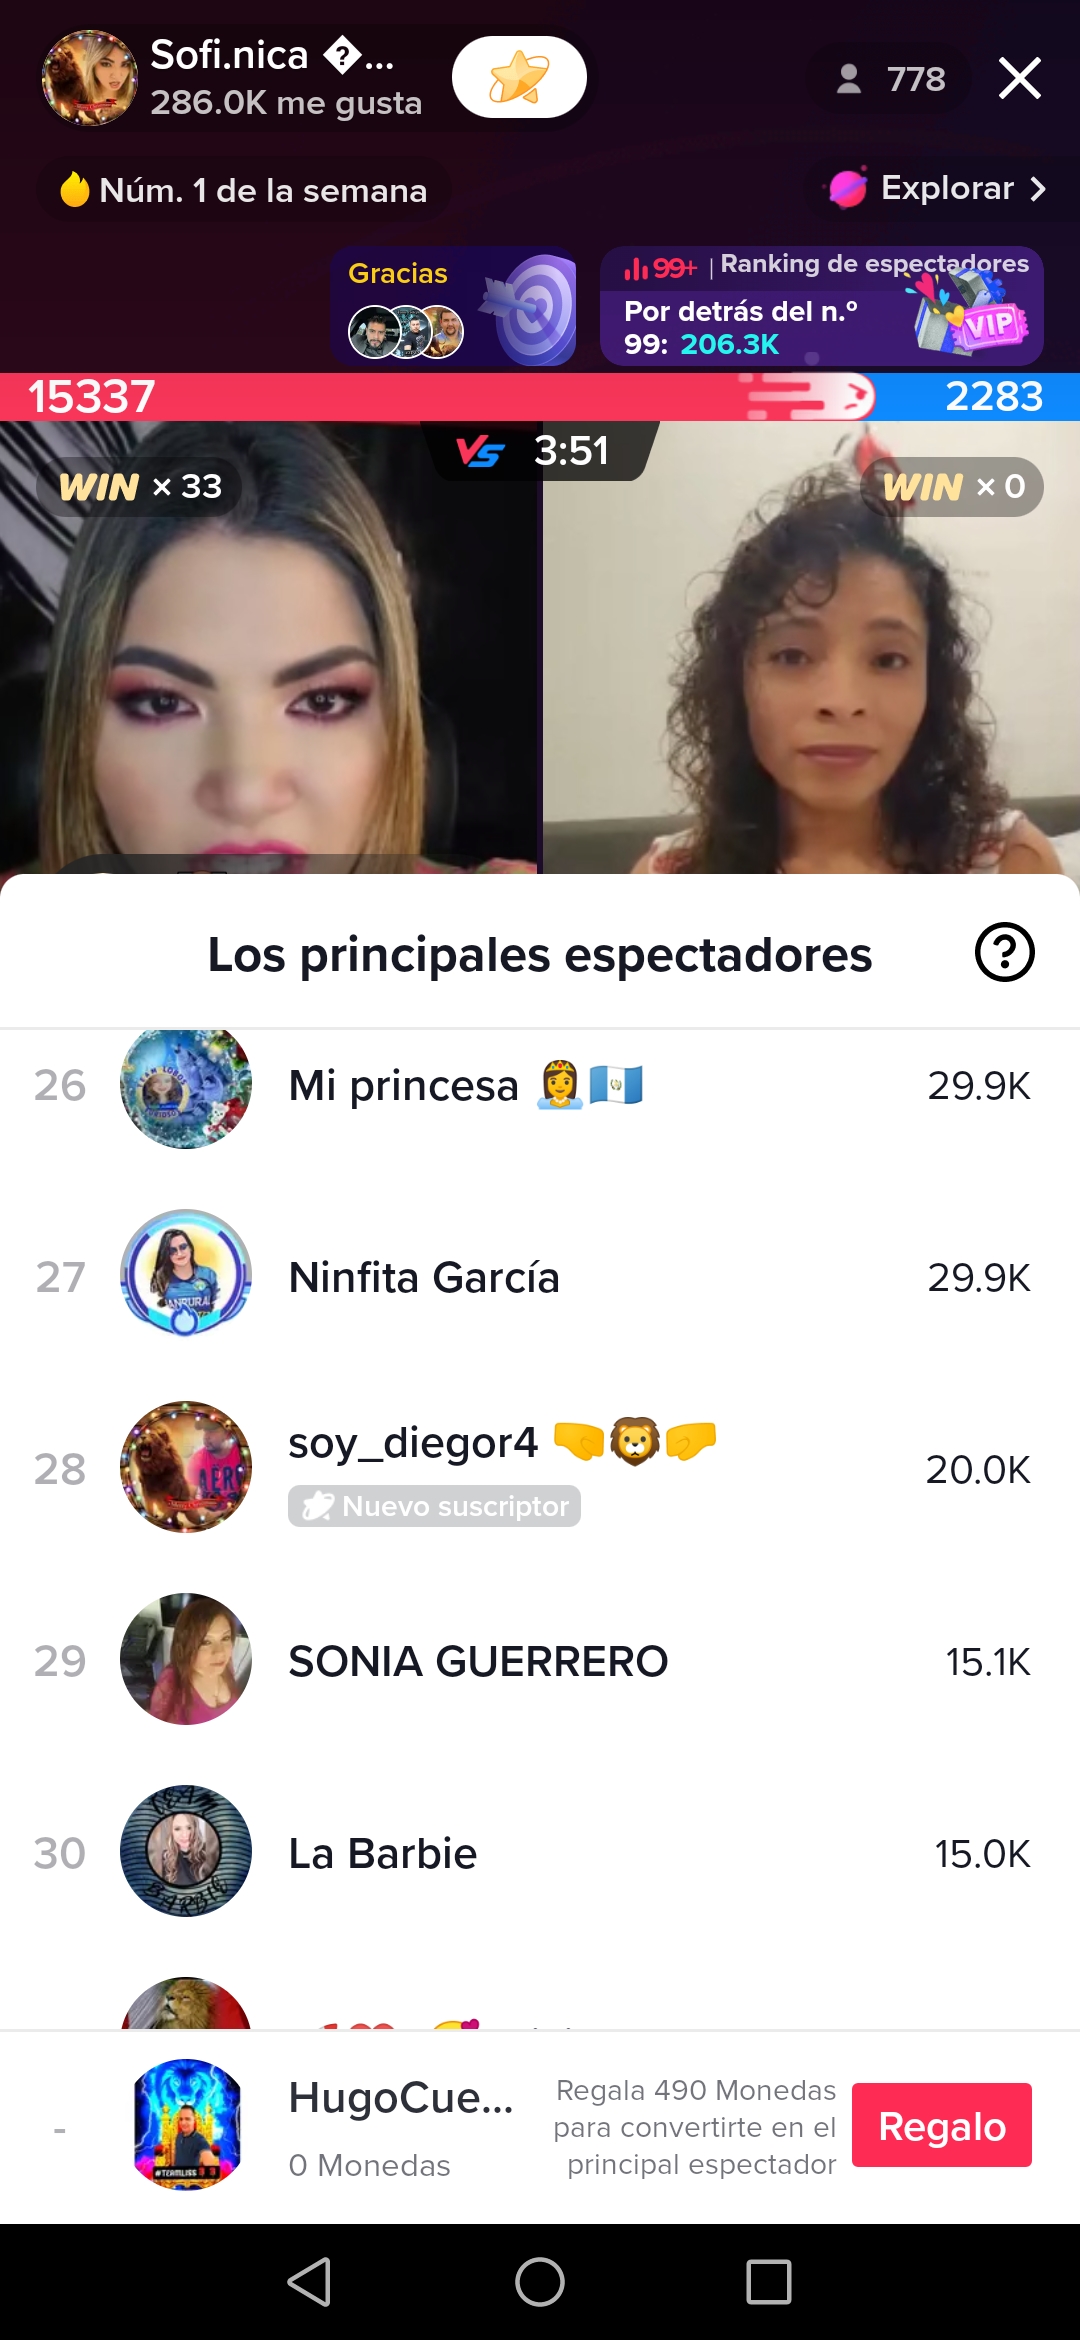 Sofi.nica �...
286.0K me gusta
778
Núm. 1 de la semana
Explorar
Gracias
99+ | Ranking de espectadores
Por detrás del n.º
99: 206.3K
VIP
15337
2283
VS 3:51
WIN × 33
WIN × 0
Los principales espectadores
26 Mi princesa 👸🇬🇹 29.9K
27 Ninfita García 29.9K
28 soy_diegor4 🤜🦁🤛 20.0K
Nuevo suscriptor
29 SONIA GUERRERO 15.1K
30 La Barbie 15.0K
TEAM
BARBIE
- HugoCue...
0 Monedas
#TEAMLISS
Regala 490 Monedas
para convertirte en el
principal espectador
Regalo